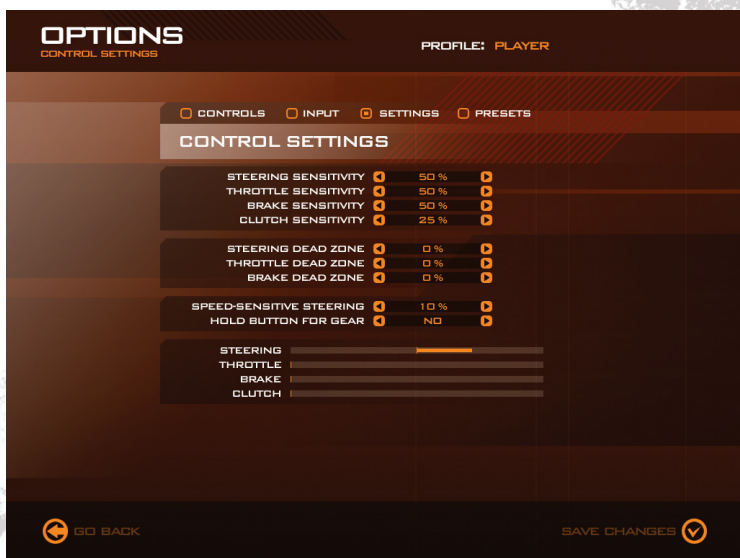 OPTIONS
CONTROL SETTINGS
PROFILE: PLAYER
CONTROLS INPUT SETTINGS PRESETS
CONTROL SETTINGS
STEERING SENSITIVITY 50 %
THROTTLE SENSITIVITY 50 %
BRAKE SENSITIVITY 50 %
CLUTCH SENSITIVITY 25 %
STEERING DEAD ZONE 0 %
THROTTLE DEAD ZONE 0 %
BRAKE DEAD ZONE 0 %
SPEED-SENSITIVE STEERING 10 %
HOLD BUTTON FOR GEAR NO
STEERING
THROTTLE
BRAKE
CLUTCH
GO BACK SAVE CHANGES